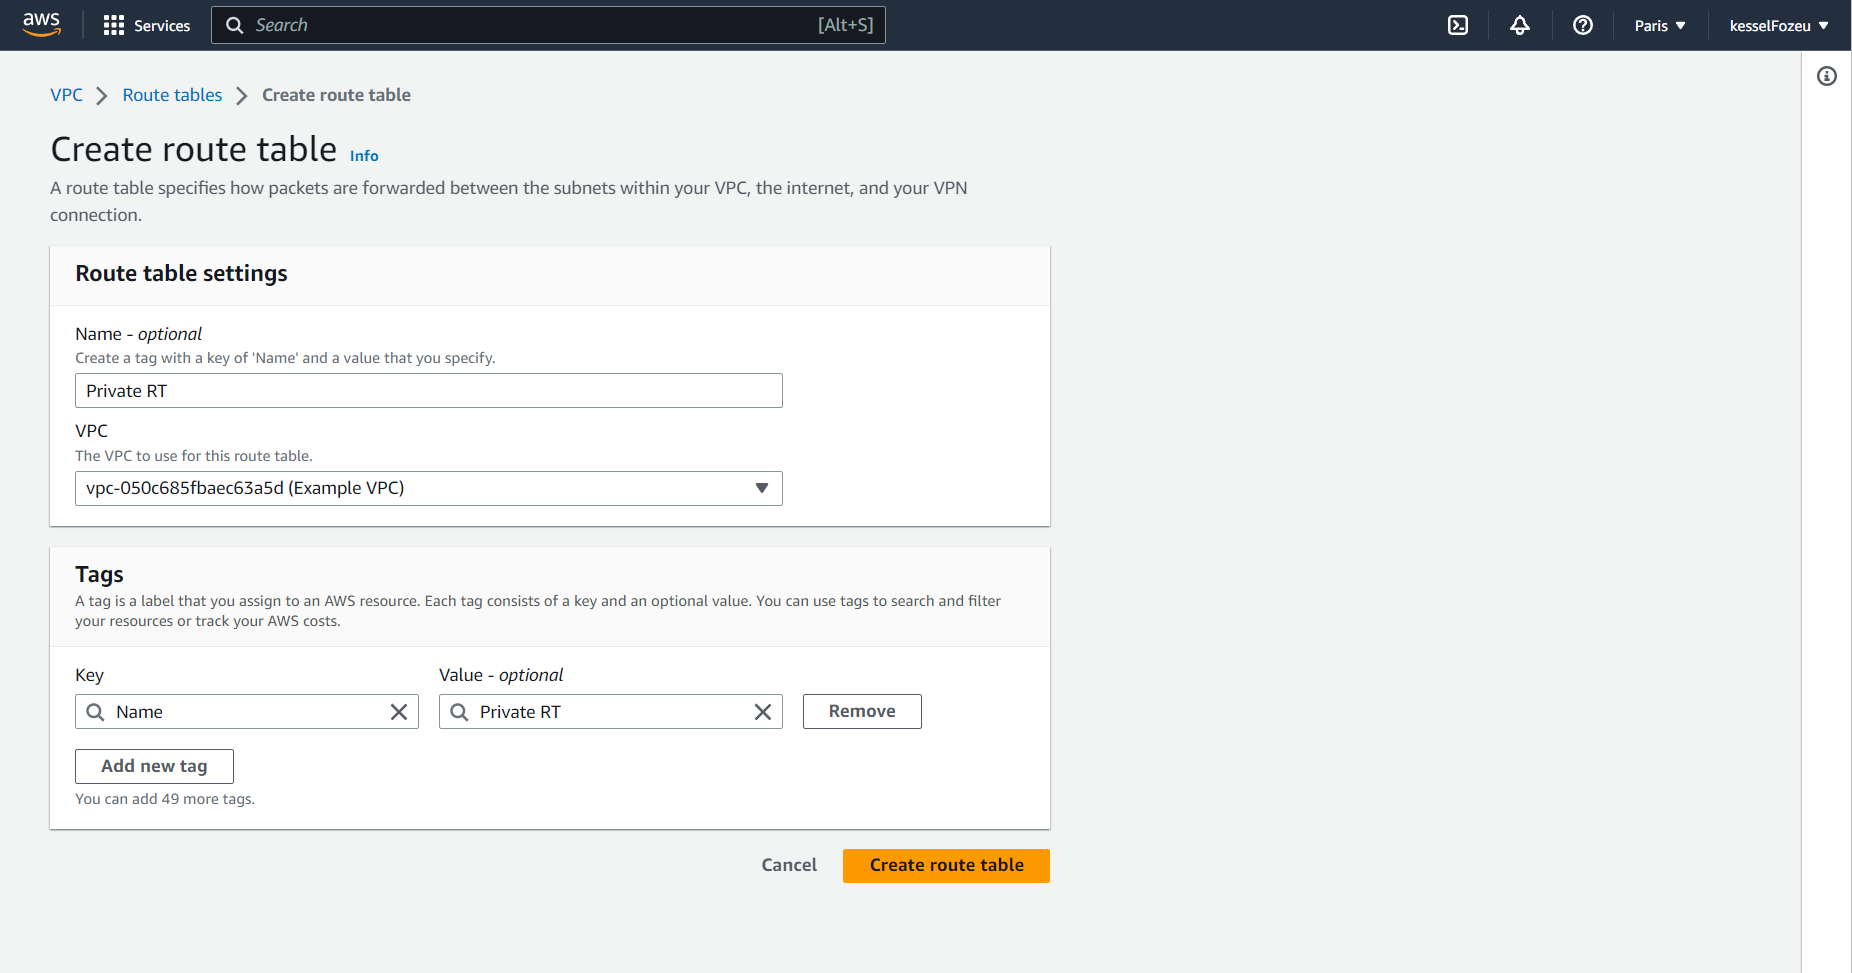 aws
Services
Search
[Alt+S]
Paris
kesselFozeu
VPC
Route tables
Create route table
Create route table
Info
A route table specifies how packets are forwarded between the subnets within your VPC, the internet, and your VPN
connection.
Route table settings
Name - optional
Create a tag with a key of 'Name' and a value that you specify.
Private RT
VPC
The VPC to use for this route table.
vpc-050c685fbaec63a5d (Example VPC)
Tags
A tag is a label that you assign to an AWS resource. Each tag consists of a key and an optional value. You can use tags to search and filter
your resources or track your AWS costs.
Key
Value - optional
Name
Private RT
Remove
Add new tag
You can add 49 more tags.
Cancel
Create route table